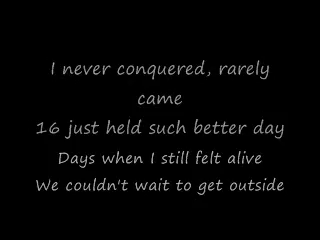 I never conquered, rarely
came
16 just held such better day
Days when I still felt alive
We couldn't wait to get outside